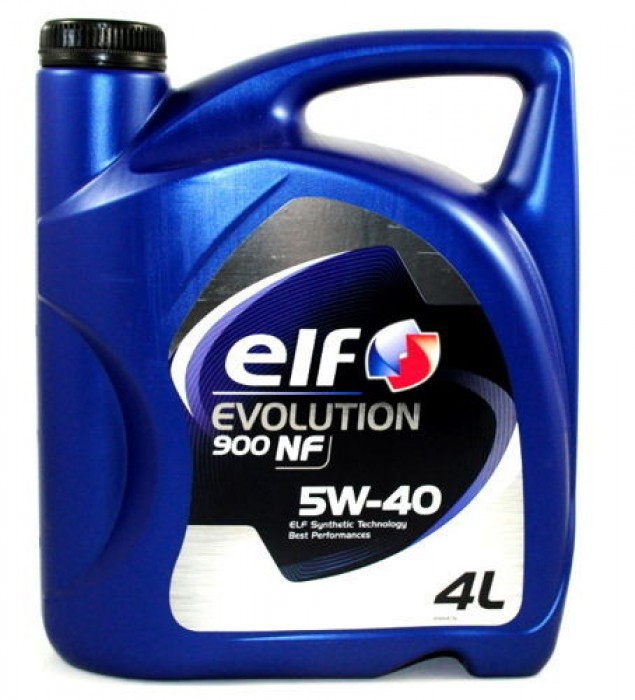 elf
EVOLUTION
900 NF
5W-40
ELF Synthetic Technology
Best Performances
4L